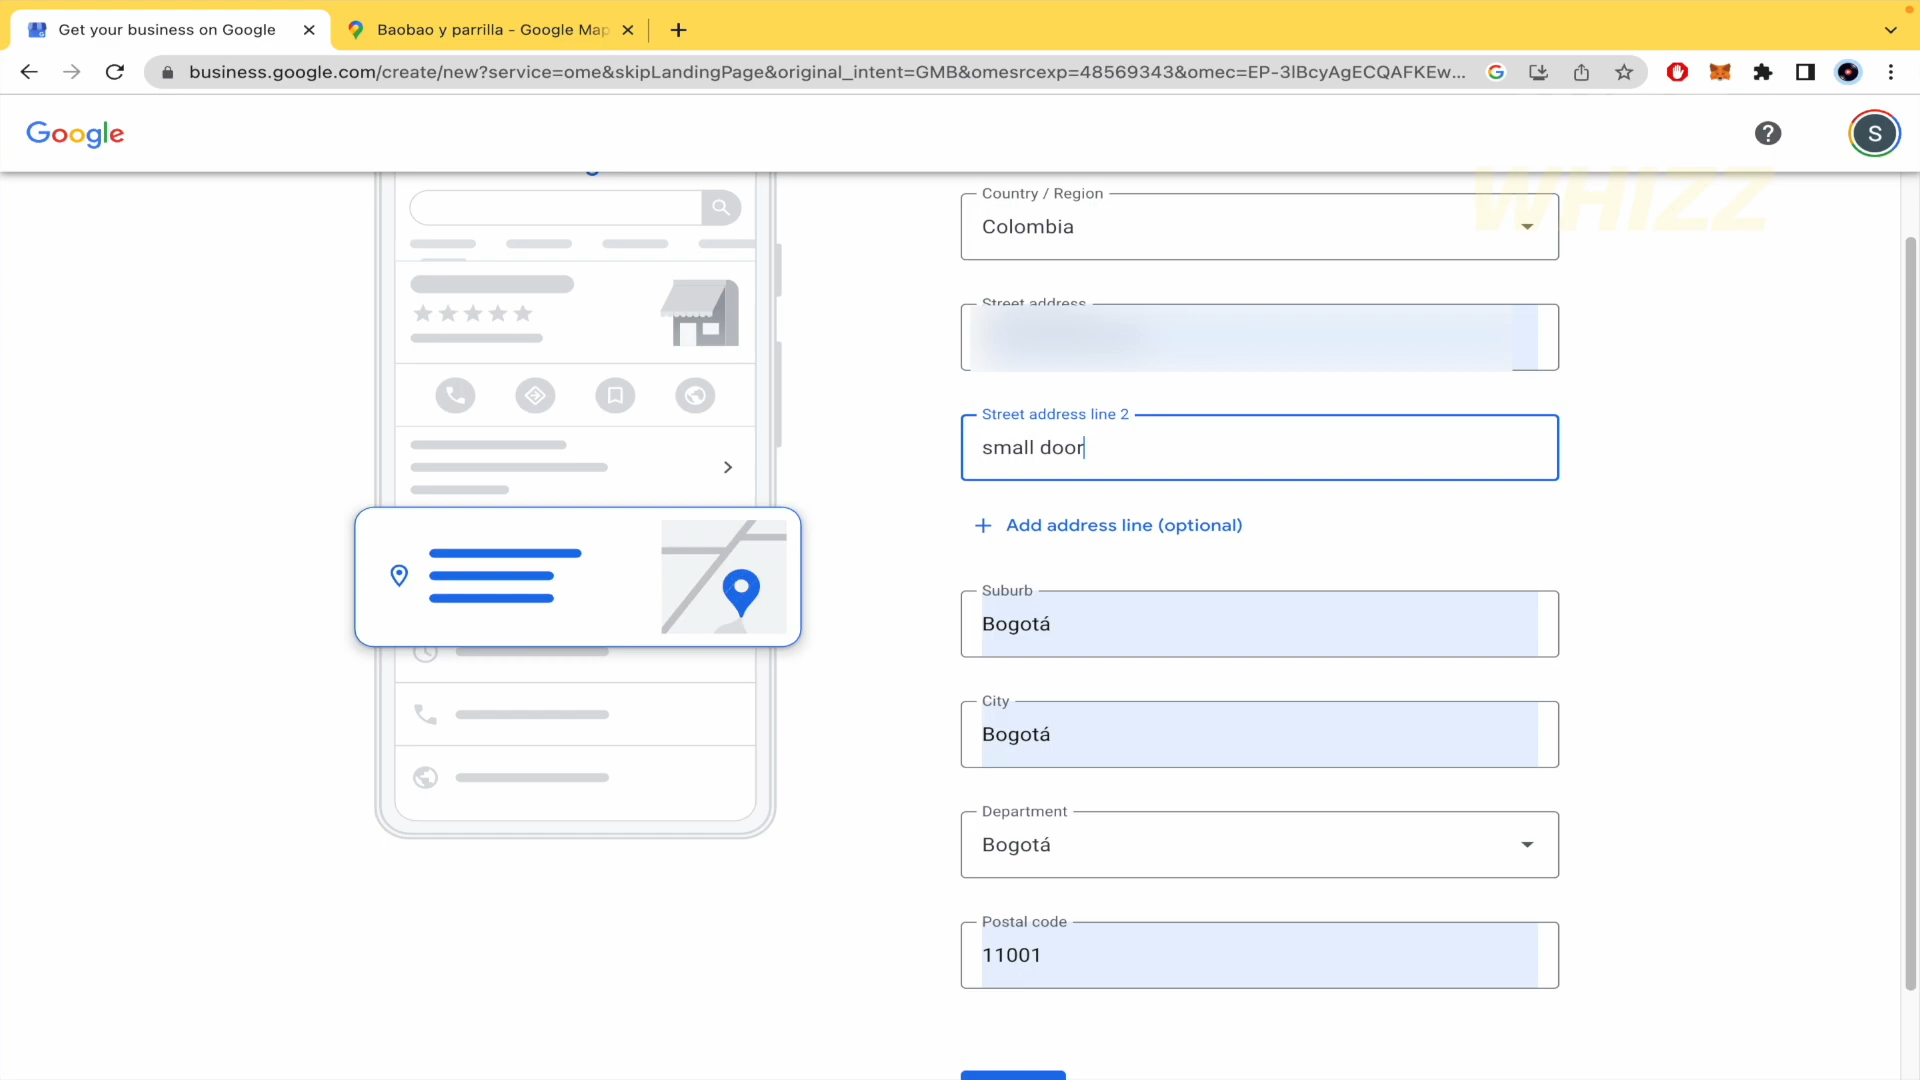 Get your business on Google
Baobao y parrilla - Google Map
business.google.com/create/new?service=ome&skipLandingPage&original_intent=GMB&omesrcexp=48569343&omec=EP-3lBcyAgECQAFKEw...
Google
S
WHIZZ
Country / Region
Colombia
Street address
Street address line 2
small door
Add address line (optional)
Suburb
Bogotá
City
Bogotá
Department
Bogotá
Postal code
11001